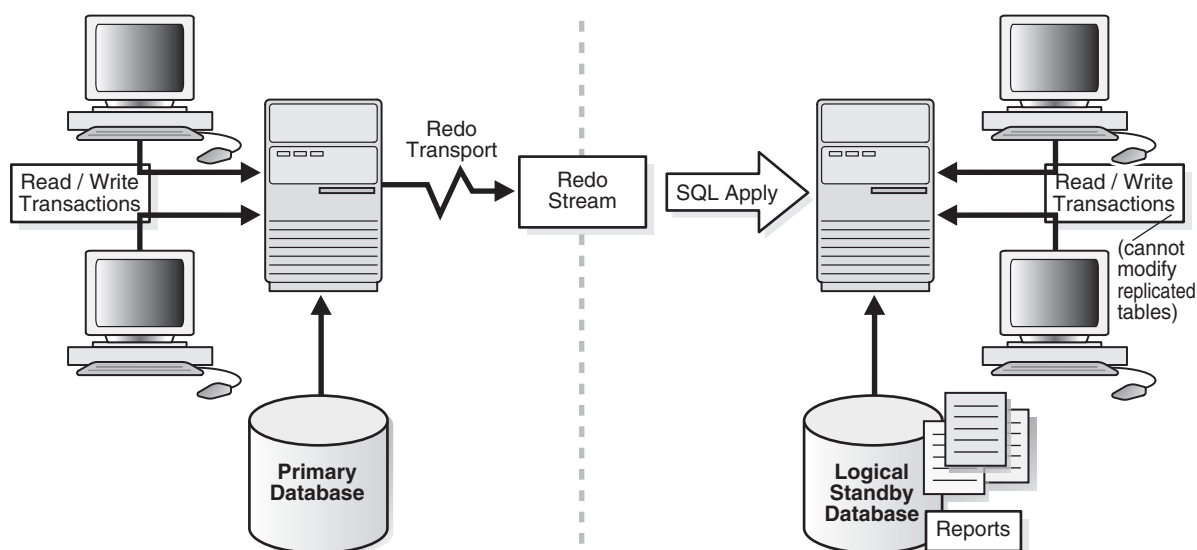 Read / Write
Transactions
Redo
Transport
Redo
Stream
SQL Apply
Read / Write
Transactions
(cannot
modify
replicated
tables)
Primary
Database
Logical
Standby
Database
Reports